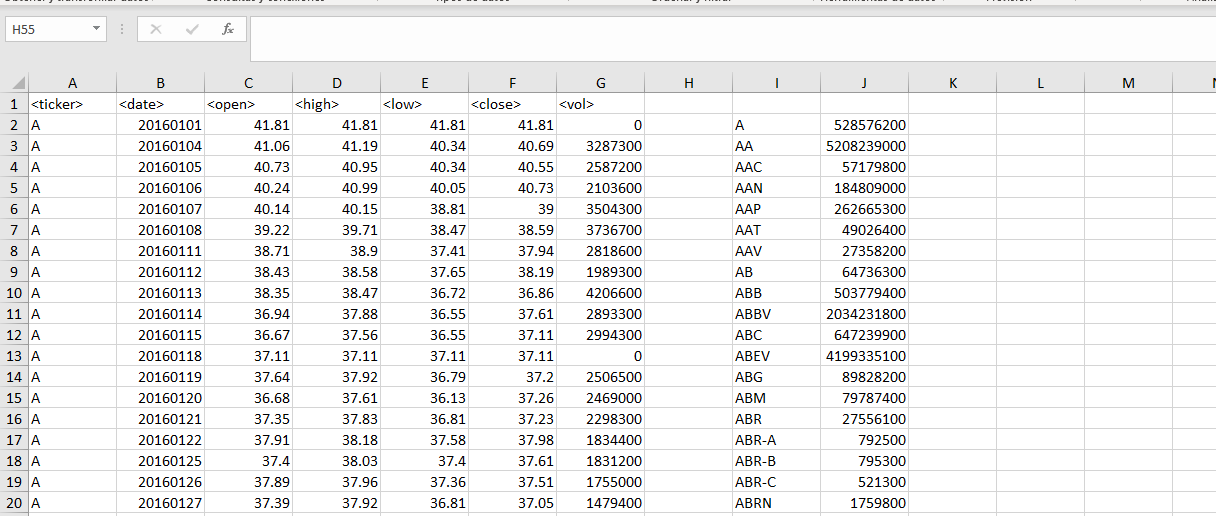 H55 fx
A B C D E F G H I J K L M
1 <ticker> <date> <open> <high> <low> <close> <vol>
2 A 20160101 41.81 41.81 41.81 41.81 0 A 528576200
3 A 20160104 41.06 41.19 40.34 40.69 3287300 AA 5208239000
4 A 20160105 40.73 40.95 40.34 40.55 2587200 AAC 57179800
5 A 20160106 40.24 40.99 40.05 40.73 2103600 AAN 184809000
6 A 20160107 40.14 40.15 38.81 39 3504300 AAP 262665300
7 A 20160108 39.22 39.71 38.47 38.59 3736700 AAT 49026400
8 A 20160111 38.71 38.9 37.41 37.94 2818600 AAV 27358200
9 A 20160112 38.43 38.58 37.65 38.19 1989300 AB 64736300
10 A 20160113 38.35 38.47 36.72 36.86 4206600 ABB 503779400
11 A 20160114 36.94 37.88 36.55 37.61 2893300 ABBV 2034231800
12 A 20160115 36.67 37.56 36.55 37.11 2994300 ABC 647239900
13 A 20160118 37.11 37.11 37.11 37.11 0 ABEV 4199335100
14 A 20160119 37.64 37.92 36.79 37.2 2506500 ABG 89828200
15 A 20160120 36.68 37.61 36.13 37.26 2469000 ABM 79787400
16 A 20160121 37.35 37.83 36.81 37.23 2298300 ABR 27556100
17 A 20160122 37.91 38.18 37.58 37.98 1834400 ABR-A 792500
18 A 20160125 37.4 38.03 37.4 37.61 1831200 ABR-B 795300
19 A 20160126 37.89 37.96 37.36 37.51 1755000 ABR-C 521300
20 A 20160127 37.39 37.92 36.81 37.05 1479400 ABRN 1759800